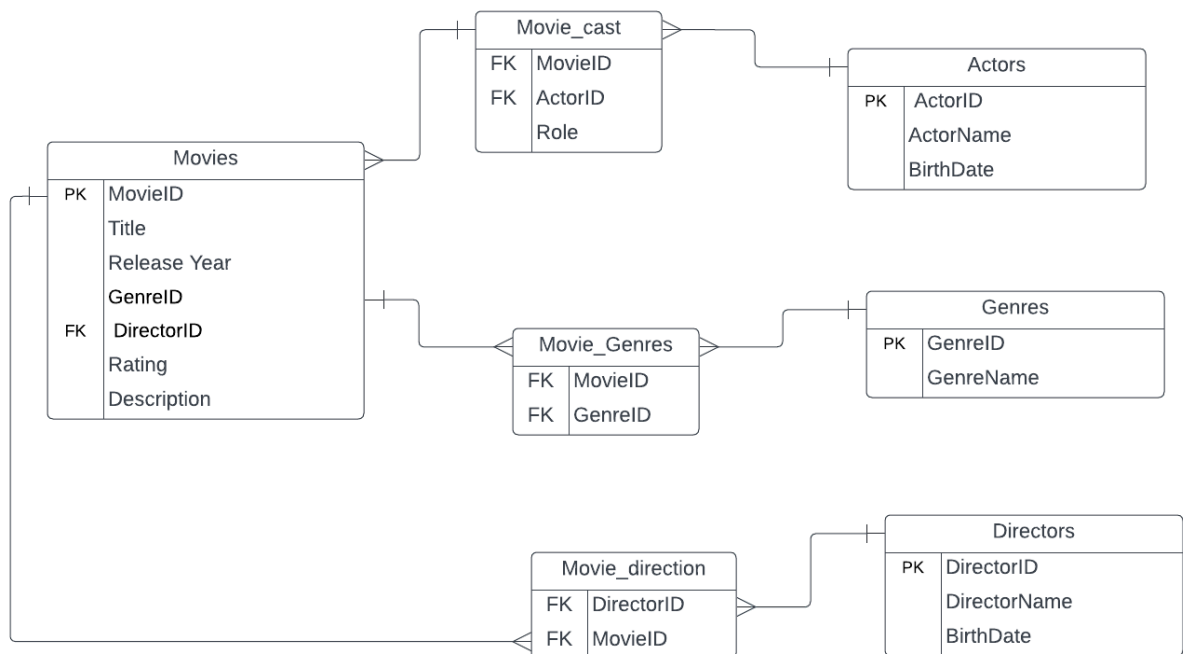 Movie_cast
FK MovieID
FK ActorID
Role
Actors
PK ActorID
ActorName
BirthDate
Movies
PK MovieID
Title
Release Year
GenreID
FK DirectorID
Rating
Description
Movie_Genres
FK MovieID
FK GenreID
Genres
PK GenreID
GenreName
Movie_direction
FK DirectorID
FK MovieID
Directors
PK DirectorID
DirectorName
BirthDate